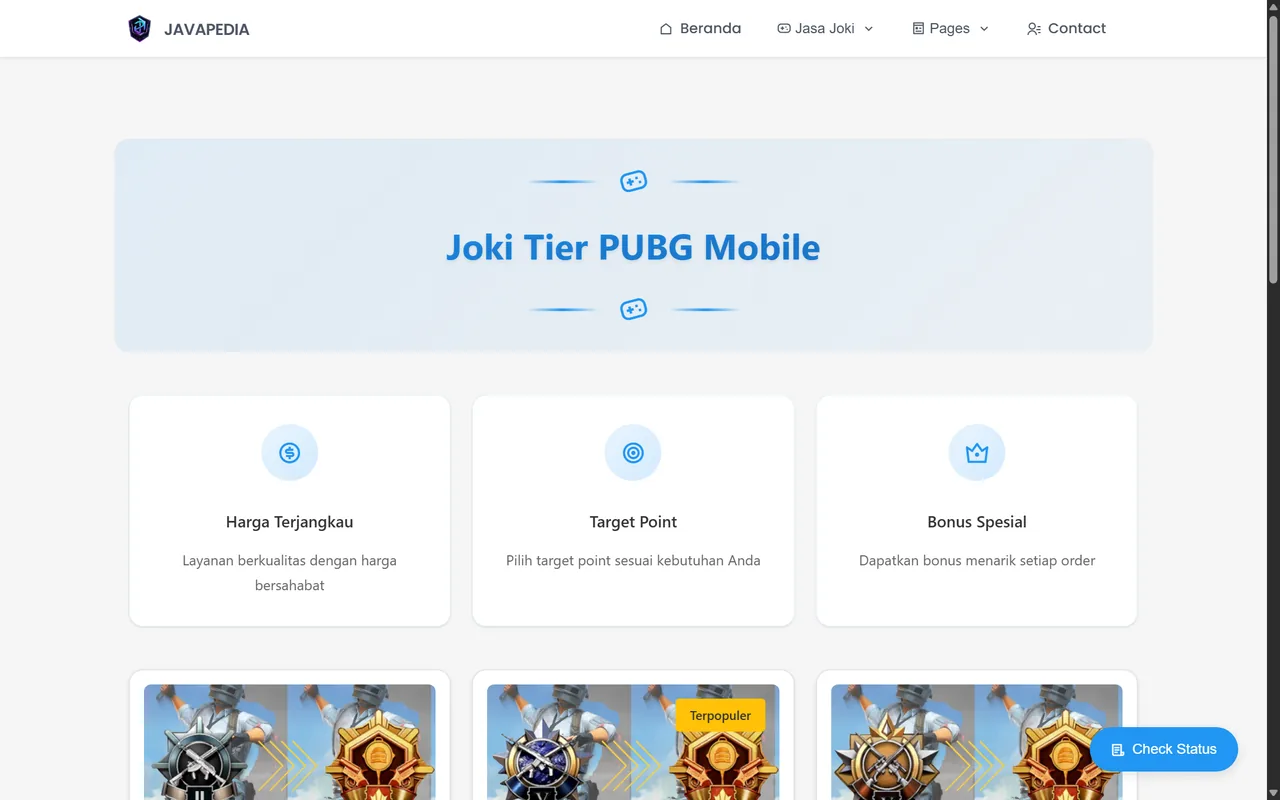 JAVAPEDIA
Beranda
Jasa Joki
Pages
Contact
Joki Tier PUBG Mobile
Harga Terjangkau
Layanan berkualitas dengan harga
bersahabat
Target Point
Pilih target point sesuai kebutuhan Anda
Bonus Spesial
Dapatkan bonus menarik setiap order
Terpopuler
II
V
Check Status